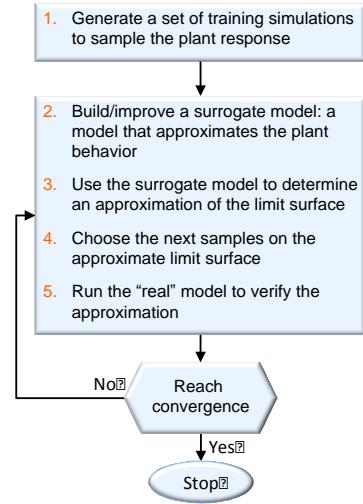 1. Generate a set of training simulations
to sample the plant response
2. Build/improve a surrogate model: a
model that approximates the plant
behavior
3. Use the surrogate model to determine
an approximation of the limit surface
4. Choose the next samples on the
approximate limit surface
5. Run the “real” model to verify the
approximation
No⍰
Reach
convergence
Yes⍰
Stop⍰